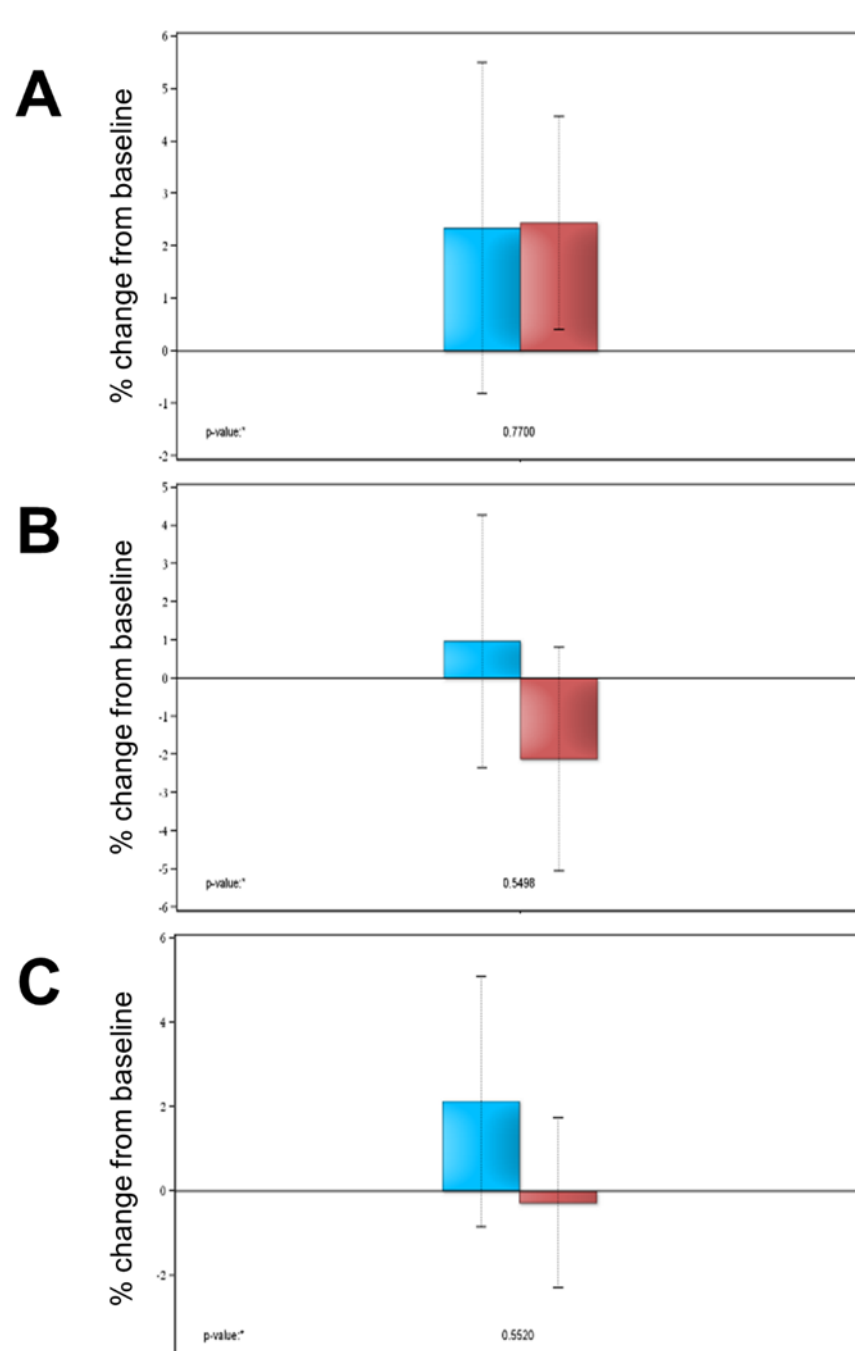 A
% change from baseline
6
5
4
3
2
1
0
-1
-2
p-value:* 0.7700
B
% change from baseline
5
4
3
2
1
0
-1
-2
-3
-4
-5
-6
p-value:* 0.5498
C
% change from baseline
6
4
2
0
-2
p-value:* 0.5520